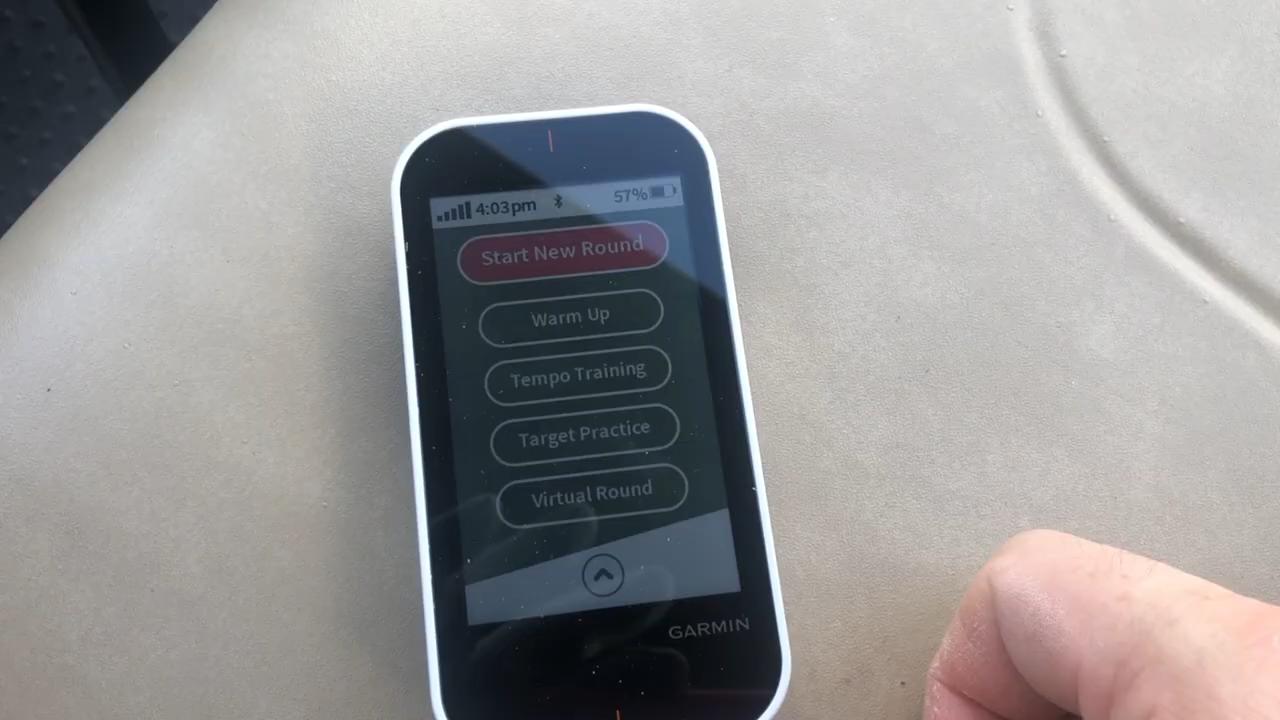 4:03pm 57%
Start New Round
Warm Up
Tempo Training
Target Practice
Virtual Round
GARMIN